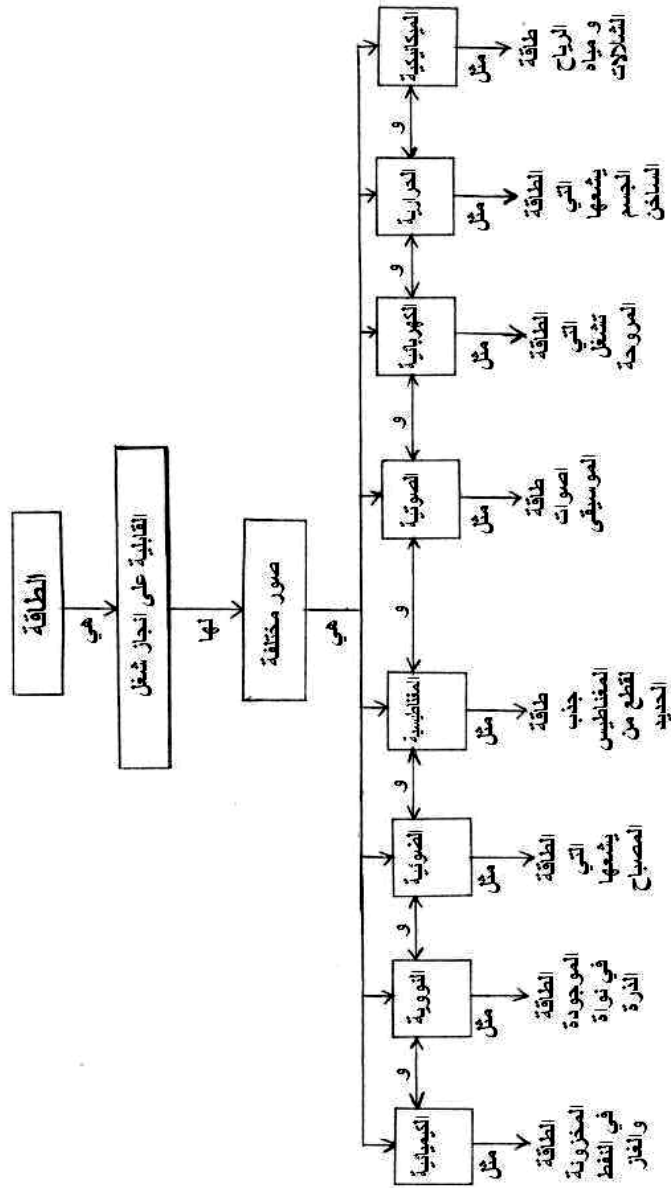 الطاقة
هي
القابلية على انجاز شغل
لها
صور مختلفة
هي
الميكانيكية
و
الحرارية
و
الكهربائية
و
الصوتية
و
المغناطيسية
و
الضوئية
و
النووية
و
الكيميائية
مثل
طاقة
الرياح
و مياه
الشلالات
مثل
الطاقة
التي
يشعها
الجسم
الساخن
مثل
الطاقة
التي
تشغل
المروحة
مثل
طاقة
اصوات
الموسيقى
مثل
طاقة
جذب
المغناطيس
لقطع من
الحديد
مثل
الطاقة
التي
يشعها
المصباح
مثل
الطاقة
الموجودة
في نواة
الذرة
مثل
الطاقة
المخزونة
في النفط
والغاز